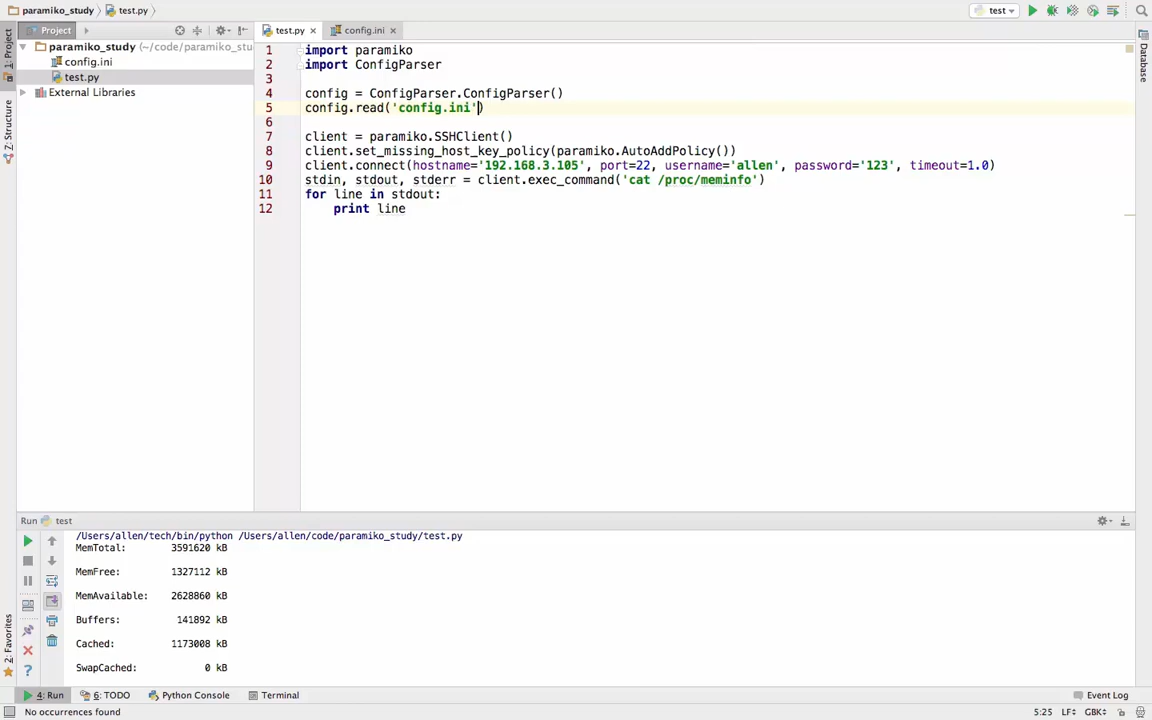 paramiko_study
test.py
test
Project
paramiko_study (~/code/paramiko_stu
config.ini
test.py
External Libraries
1: Project
Z: Structure
2: Favorites
Database
test.py
config.ini
1 import paramiko
2 import ConfigParser
3
4 config = ConfigParser.ConfigParser()
5 config.read('config.ini')
6
7 client = paramiko.SSHClient()
8 client.set_missing_host_key_policy(paramiko.AutoAddPolicy())
9 client.connect(hostname='192.168.3.105', port=22, username='allen', password='123', timeout=1.0)
10 stdin, stdout, stderr = client.exec_command('cat /proc/meminfo')
11 for line in stdout:
12 print line
Run test
/Users/allen/tech/bin/python /Users/allen/code/paramiko_study/test.py
MemTotal: 3591620 kB
MemFree: 1327112 kB
MemAvailable: 2628860 kB
Buffers: 141892 kB
Cached: 1173008 kB
SwapCached: 0 kB
4: Run 6: TODO Python Console Terminal Event Log
No occurrences found 5:25 LF GBK